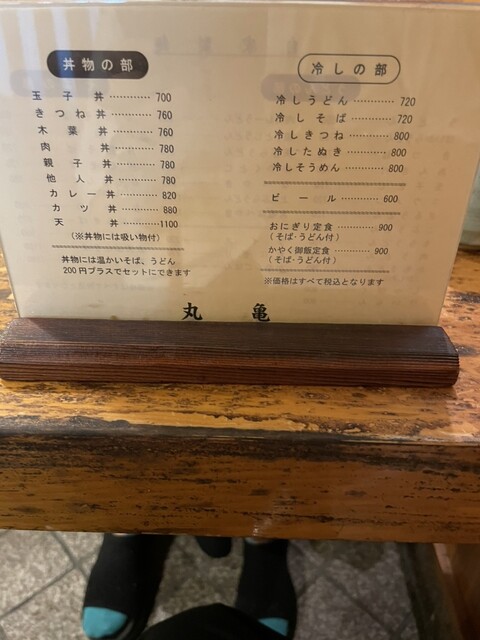 丼物の部
玉子丼 ………… 700
きつね丼 ………… 760
木葉丼 ………… 760
肉丼 ………… 780
親子丼 ………… 780
他人丼 ………… 780
カレー丼 ………… 820
カツ丼 ………… 880
天丼 ………… 1100
（※丼物には吸い物付）
丼物には温かいそば、うどん
200円プラスでセットにできます
冷しの部
冷しうどん ………… 720
冷しそば ………… 720
冷しきつね ………… 800
冷したぬき ………… 800
冷しそうめん ………… 800
ビール ………… 600
おにぎり定食 ………… 900
（そば・うどん付）
かやく御飯定食 ………… 900
（そば・うどん付）
※価格はすべて税込となります
丸亀